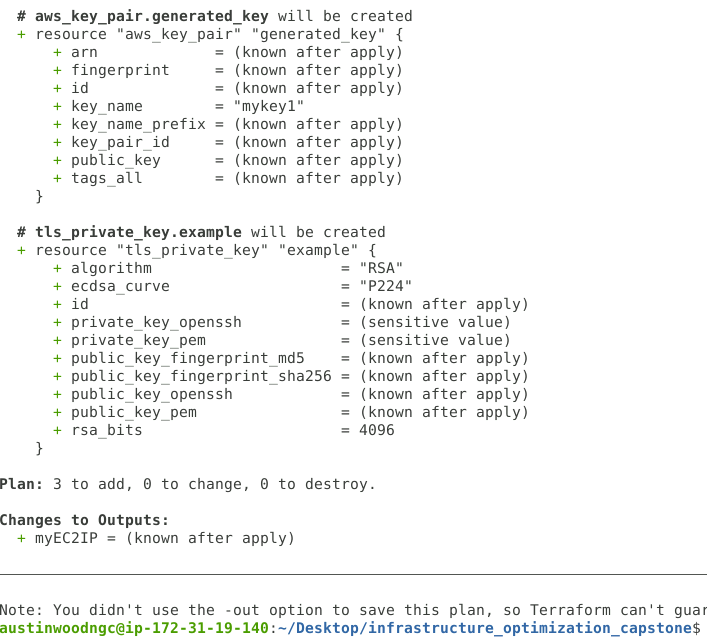 # aws_key_pair.generated_key will be created
+ resource "aws_key_pair" "generated_key" {
+ arn = (known after apply)
+ fingerprint = (known after apply)
+ id = (known after apply)
+ key_name = "mykey1"
+ key_name_prefix = (known after apply)
+ key_pair_id = (known after apply)
+ public_key = (known after apply)
+ tags_all = (known after apply)
}
# tls_private_key.example will be created
+ resource "tls_private_key" "example" {
+ algorithm = "RSA"
+ ecdsa_curve = "P224"
+ id = (known after apply)
+ private_key_openssh = (sensitive value)
+ private_key_pem = (sensitive value)
+ public_key_fingerprint_md5 = (known after apply)
+ public_key_fingerprint_sha256 = (known after apply)
+ public_key_openssh = (known after apply)
+ public_key_pem = (known after apply)
+ rsa_bits = 4096
}
Plan: 3 to add, 0 to change, 0 to destroy.
Changes to Outputs:
+ myEC2IP = (known after apply)
Note: You didn't use the -out option to save this plan, so Terraform can't guar
austinwoodngc@ip-172-31-19-140:~/Desktop/infrastructure_optimization_capstone$